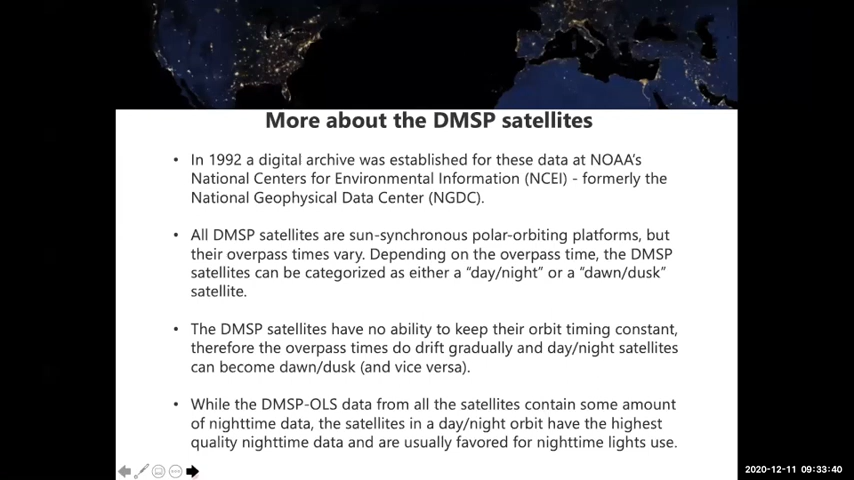 More about the DMSP satellites
• In 1992 a digital archive was established for these data at NOAA's
National Centers for Environmental Information (NCEI) - formerly the
National Geophysical Data Center (NGDC).
• All DMSP satellites are sun-synchronous polar-orbiting platforms, but
their overpass times vary. Depending on the overpass time, the DMSP
satellites can be categorized as either a “day/night” or a “dawn/dusk”
satellite.
• The DMSP satellites have no ability to keep their orbit timing constant,
therefore the overpass times do drift gradually and day/night satellites
can become dawn/dusk (and vice versa).
• While the DMSP-OLS data from all the satellites contain some amount
of nighttime data, the satellites in a day/night orbit have the highest
quality nighttime data and are usually favored for nighttime lights use.
2020-12-11 09:33:40